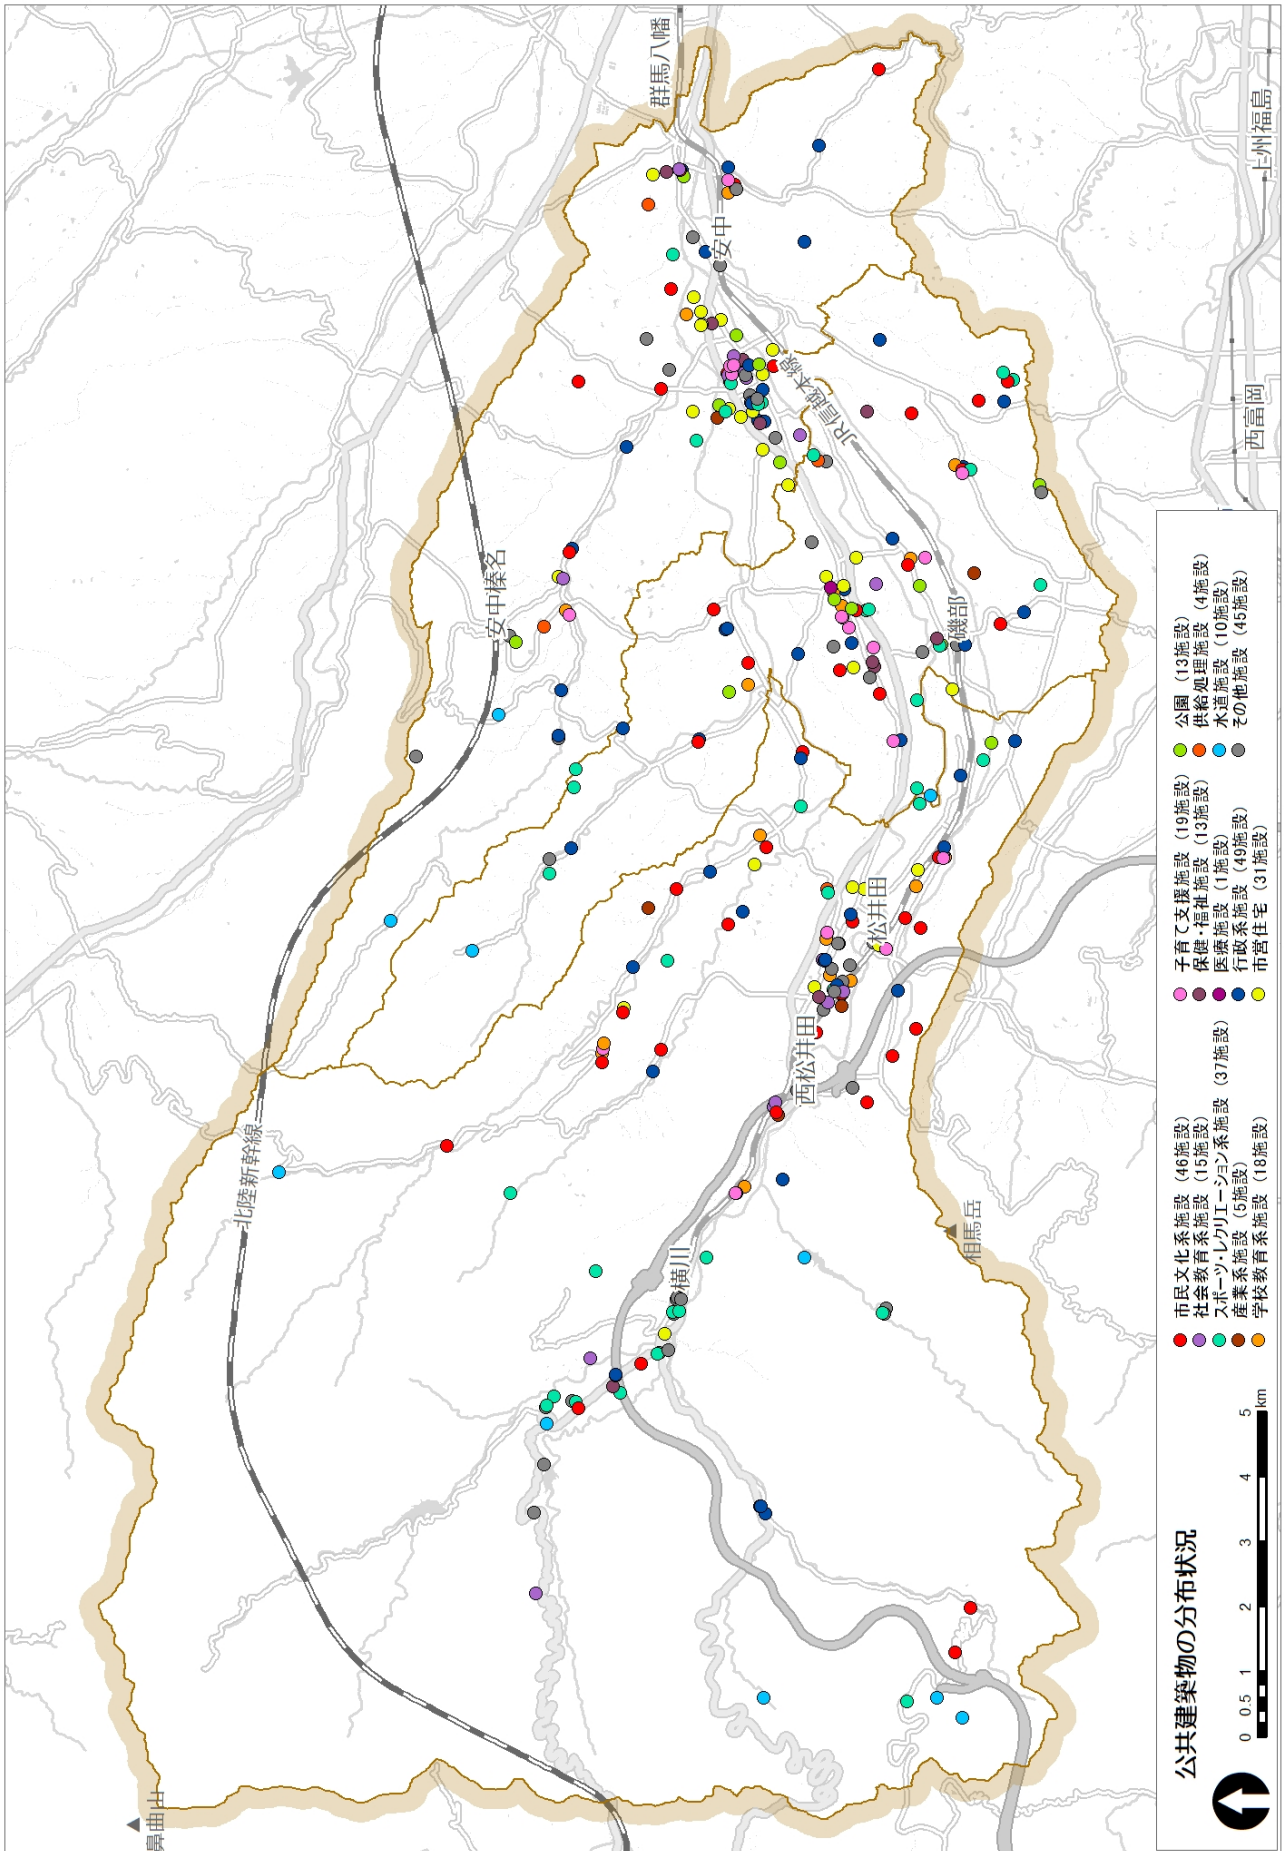 群馬八幡
安中
JR信越本線
安中榛名
磯部
松井田
西松井田
横川
北陸新幹線
鼻曲山
相馬岳
西富岡
上州福島
公共建築物の分布状況
0 0.5 1 2 3 4 5
km
市民文化系施設 (46施設)
社会教育系施設 (15施設)
スポーツ・レクリエーション系施設 (37施設)
産業系施設 (5施設)
学校教育系施設 (18施設)
子育て支援施設 (19施設)
保健・福祉施設 (13施設)
医療施設 (1施設)
行政系施設 (49施設)
市営住宅 (31施設)
公園 (13施設)
供給処理施設 (4施設)
水道施設 (10施設)
その他施設 (45施設)